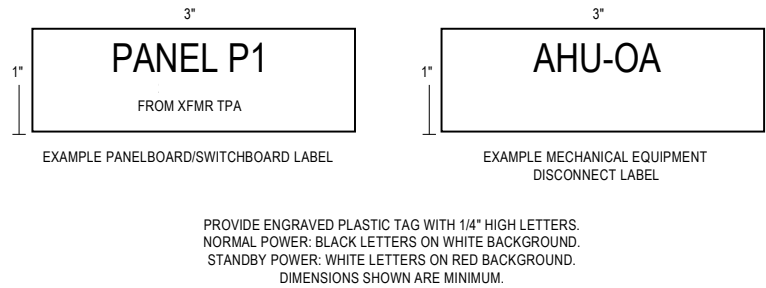 3"
3"
PANEL P1
AHU-OA
1"
1"
FROM XFMR TPA
EXAMPLE PANELBOARD/SWITCHBOARD LABEL
EXAMPLE MECHANICAL EQUIPMENT
DISCONNECT LABEL
PROVIDE ENGRAVED PLASTIC TAG WITH 1/4" HIGH LETTERS.
NORMAL POWER: BLACK LETTERS ON WHITE BACKGROUND.
STANDBY POWER: WHITE LETTERS ON RED BACKGROUND.
DIMENSIONS SHOWN ARE MINIMUM.